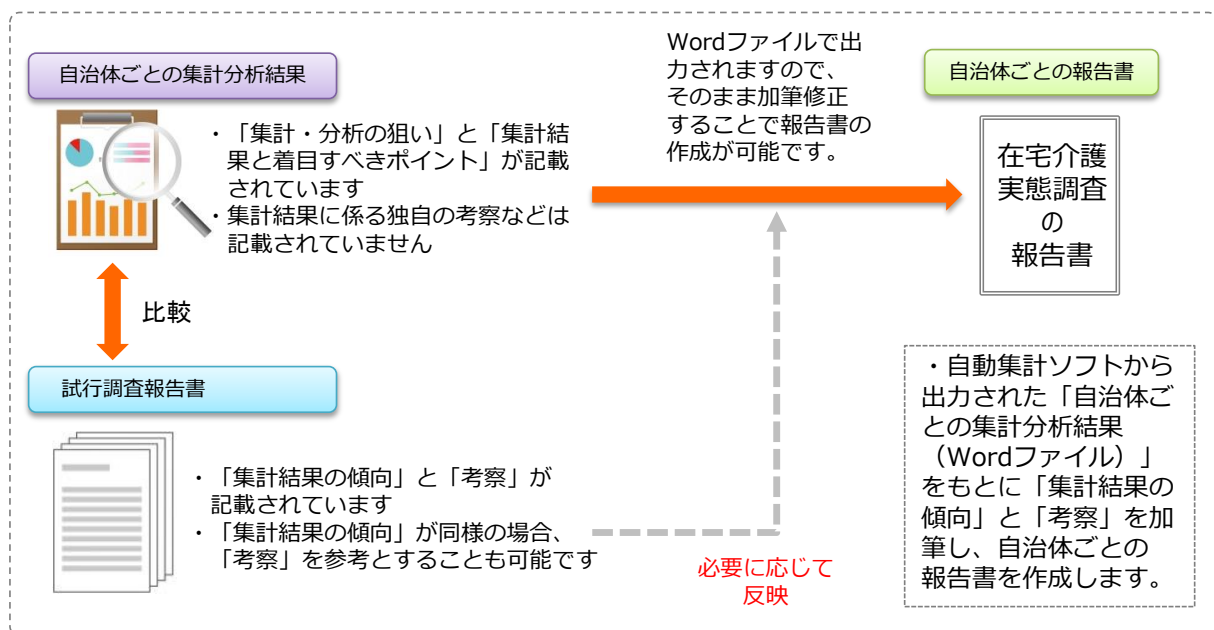 自治体ごとの集計分析結果
・「集計・分析の狙い」と「集計結
果と着目すべきポイント」が記載
されています
・集計結果に係る独自の考察などは
記載されていません
Wordファイルで出
力されますので、
そのまま加筆修正
することで報告書の
作成が可能です。
自治体ごとの報告書
在宅介護
実態調査
の
報告書
比較
試行調査報告書
・「集計結果の傾向」と「考察」が
記載されています
・「集計結果の傾向」が同様の場合、
「考察」を参考とすることも可能です
必要に応じて
反映
・自動集計ソフトから
出力された「自治体ご
との集計分析結果
（Wordファイル）」
をもとに「集計結果の
傾向」と「考察」を加
筆し、自治体ごとの
報告書を作成します。